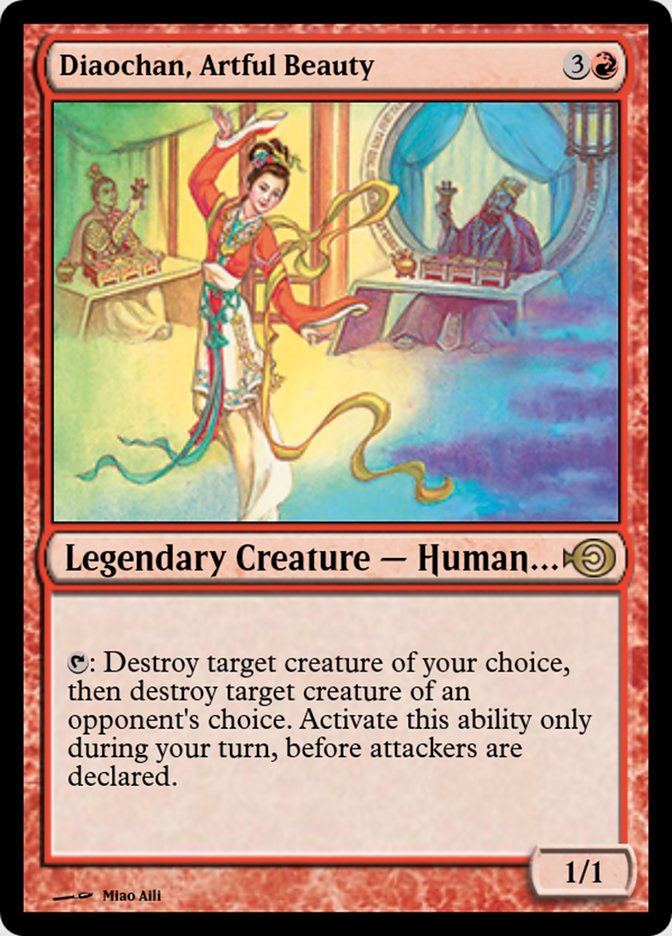 Diaochan, Artful Beauty 3
Legendary Creature — Human...
: Destroy target creature of your choice,
then destroy target creature of an
opponent's choice. Activate this ability only
during your turn, before attackers are
declared.
1/1
Miao Aili